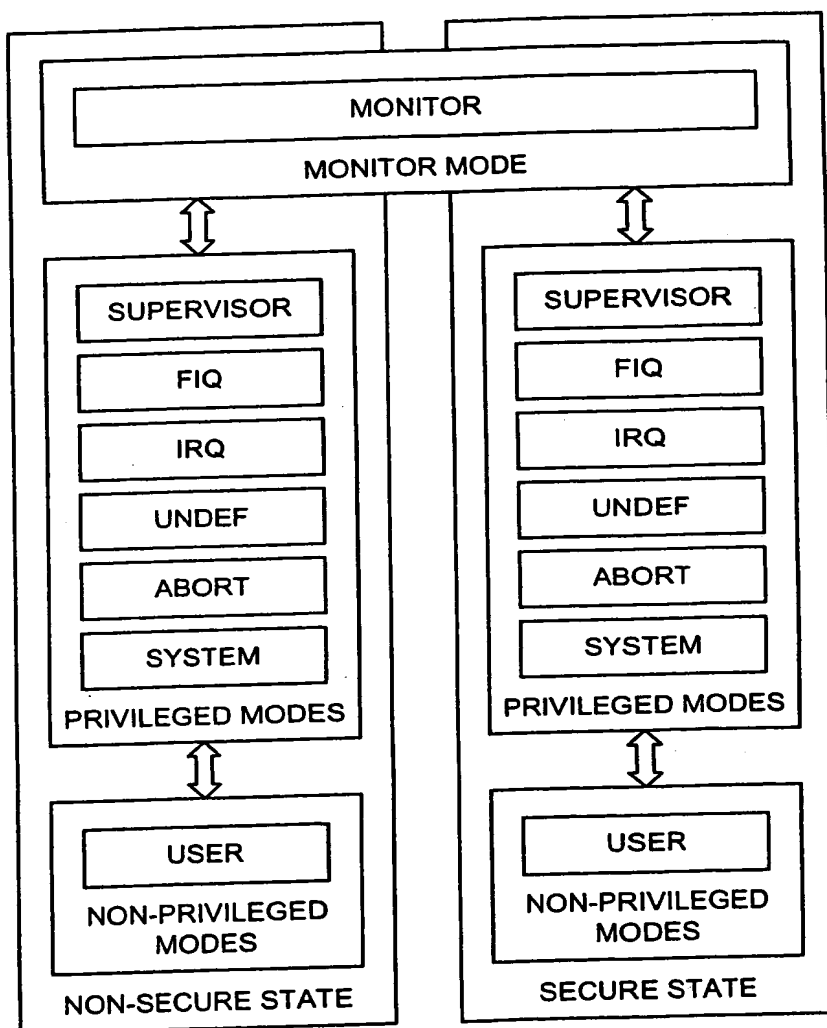 MONITOR
MONITOR MODE
SUPERVISOR
FIQ
IRQ
UNDEF
ABORT
SYSTEM
PRIVILEGED MODES
USER
NON-PRIVILEGED
MODES
NON-SECURE STATE
SUPERVISOR
FIQ
IRQ
UNDEF
ABORT
SYSTEM
PRIVILEGED MODES
USER
NON-PRIVILEGED
MODES
SECURE STATE